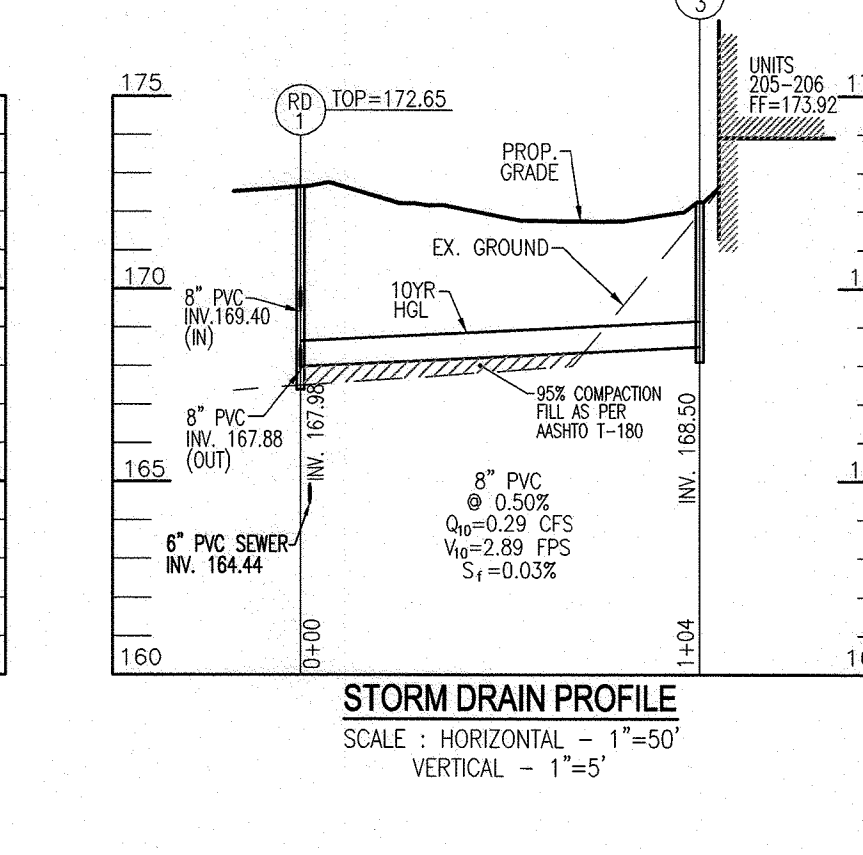 3
175
RD
1
TOP=172.65
UNITS
205-206
FF=173.92
17
PROP.
GRADE
EX. GROUND
170
8" PVC
INV.169.40
(IN)
10YR
HGL
8" PVC
INV. 167.88
(OUT)
INV. 167.98
95% COMPACTION
FILL AS PER
AASHTO T-180
INV. 168.50
165
8" PVC
@ 0.50%
Q10=0.29 CFS
V10=2.89 FPS
Sf=0.03%
6" PVC SEWER
INV. 164.44
0+00
1+04
160
STORM DRAIN PROFILE
SCALE : HORIZONTAL - 1"=50'
VERTICAL - 1"=5'